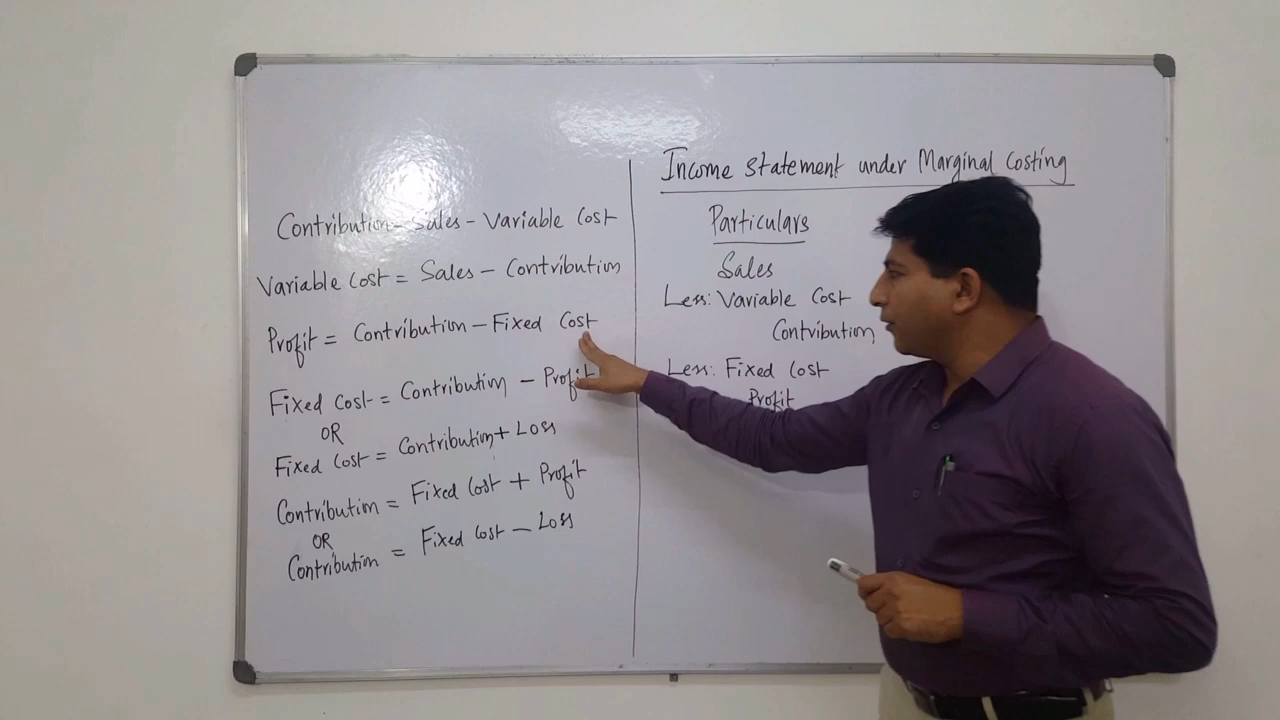 Contribution = Sales - Variable Cost
Variable Cost = Sales - Contribution
Profit = Contribution - Fixed Cost
Fixed Cost = Contribution - Profit
OR
Fixed Cost = Contribution + Loss
Contribution = Fixed Cost + Profit
OR
Contribution = Fixed Cost - Loss
Income Statement under Marginal Costing
Particulars
Sales
Less: Variable Cost
Contribution
Less: Fixed Cost
Profit